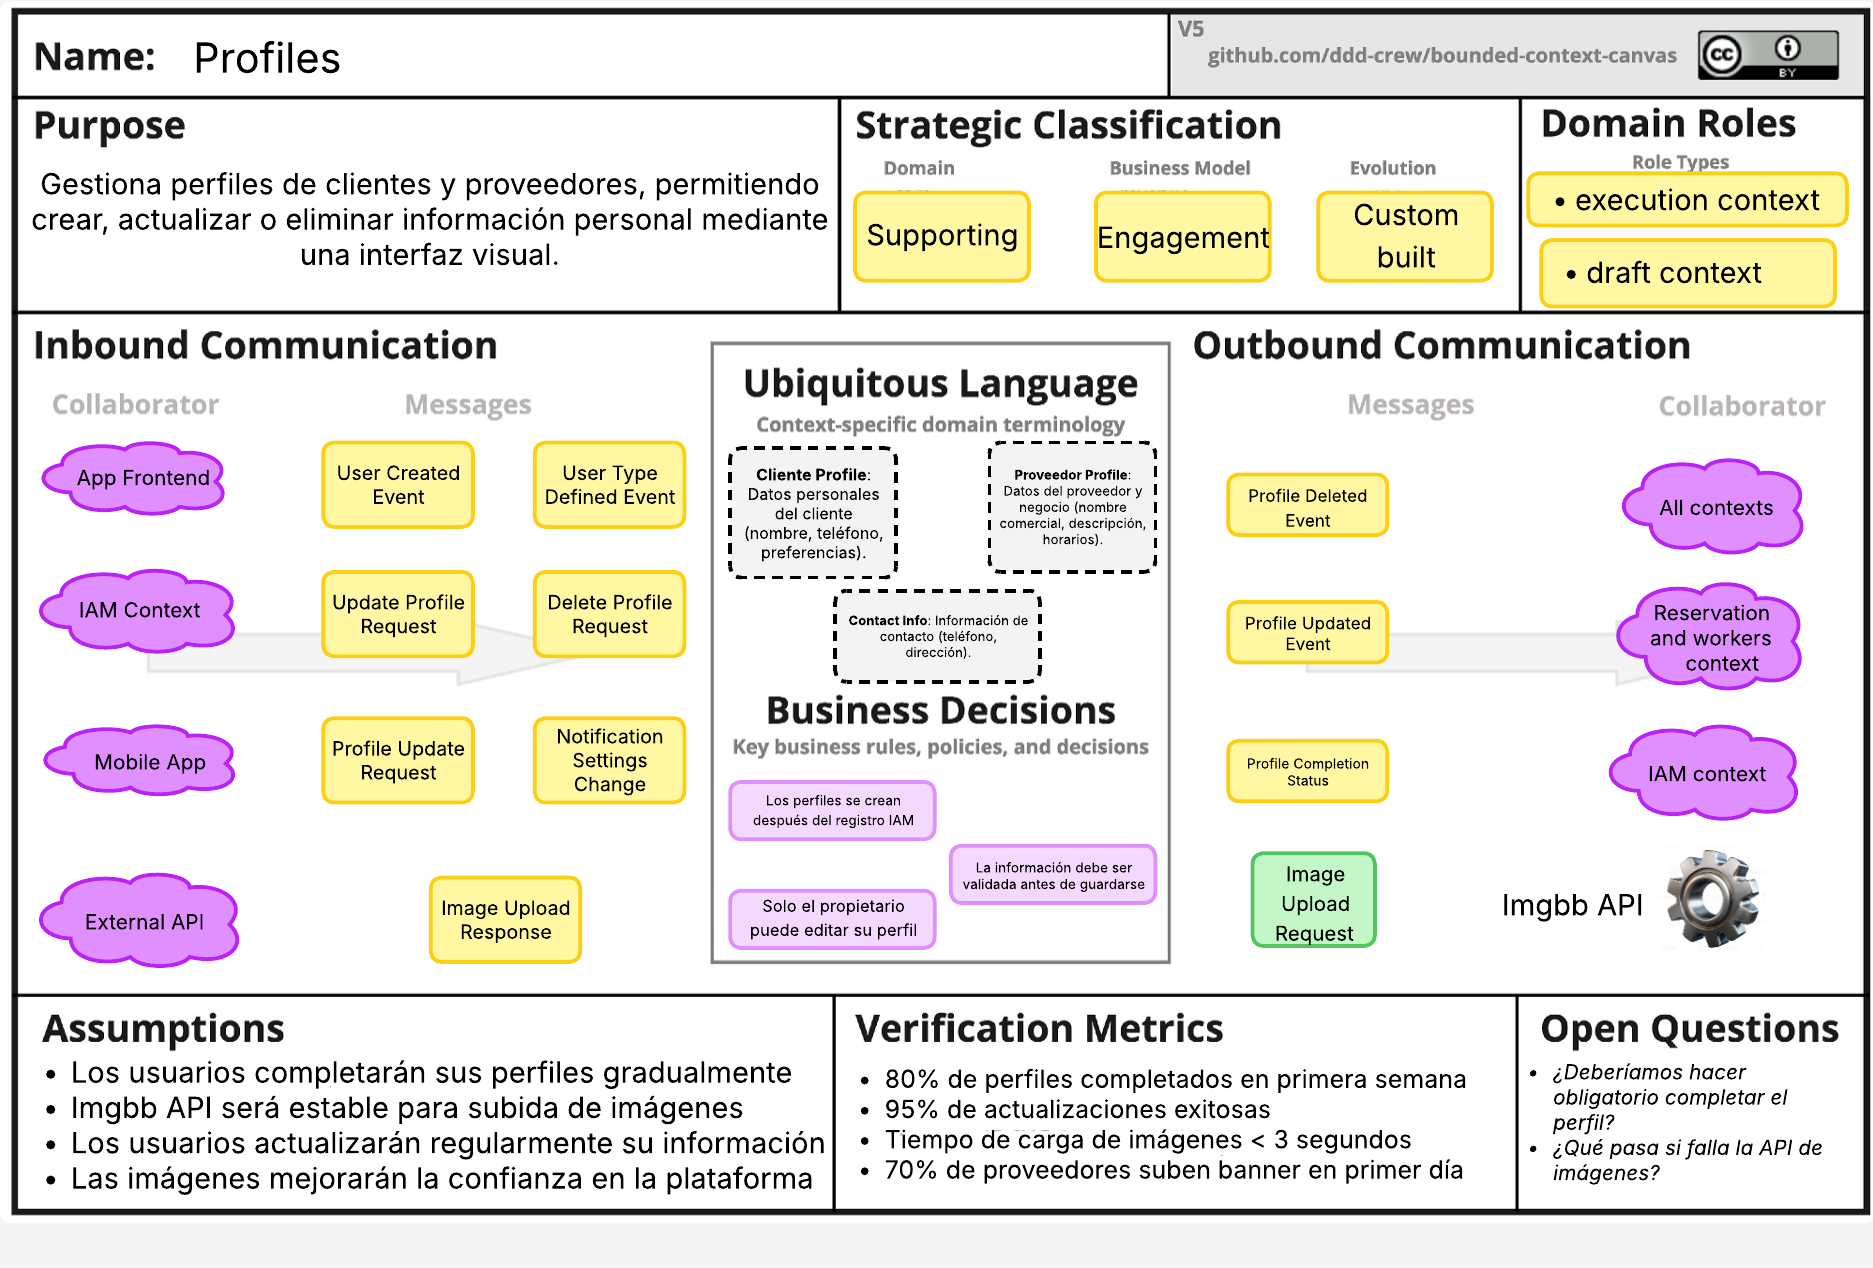 Name: Profiles
V5
github.com/ddd-crew/bounded-context-canvas
cc
BY
Purpose
Gestiona perfiles de clientes y proveedores, permitiendo
crear, actualizar o eliminar información personal mediante
una interfaz visual.
Strategic Classification
Domain
Supporting
Business Model
Engagement
Evolution
Custom
built
Domain Roles
Role Types
• execution context
• draft context
Inbound Communication
Collaborator
Messages
App Frontend
User Created
Event
User Type
Defined Event
IAM Context
Update Profile
Request
Delete Profile
Request
Mobile App
Profile Update
Request
Notification
Settings
Change
External API
Image Upload
Response
Ubiquitous Language
Context-specific domain terminology
Cliente Profile:
Datos personales
del cliente
(nombre, teléfono,
preferencias).
Proveedor Profile:
Datos del proveedor y
negocio (nombre
comercial, descripción,
horarios).
Contact Info: Información de
contacto (teléfono,
dirección).
Business Decisions
Key business rules, policies, and decisions
Los perfiles se crean
después del registro IAM
La información debe ser
validada antes de guardarse
Solo el propietario
puede editar su perfil
Outbound Communication
Messages
Collaborator
Profile Deleted
Event
All contexts
Profile Updated
Event
Reservation
and workers
context
Profile Completion
Status
IAM context
Image
Upload
Request
Imgbb API
Assumptions
• Los usuarios completarán sus perfiles gradualmente
• Imgbb API será estable para subida de imágenes
• Los usuarios actualizarán regularmente su información
• Las imágenes mejorarán la confianza en la plataforma
Verification Metrics
• 80% de perfiles completados en primera semana
• 95% de actualizaciones exitosas
• Tiempo de carga de imágenes < 3 segundos
• 70% de proveedores suben banner en primer día
Open Questions
• ¿Deberíamos hacer
obligatorio completar el
perfil?
• ¿Qué pasa si falla la API de
imágenes?